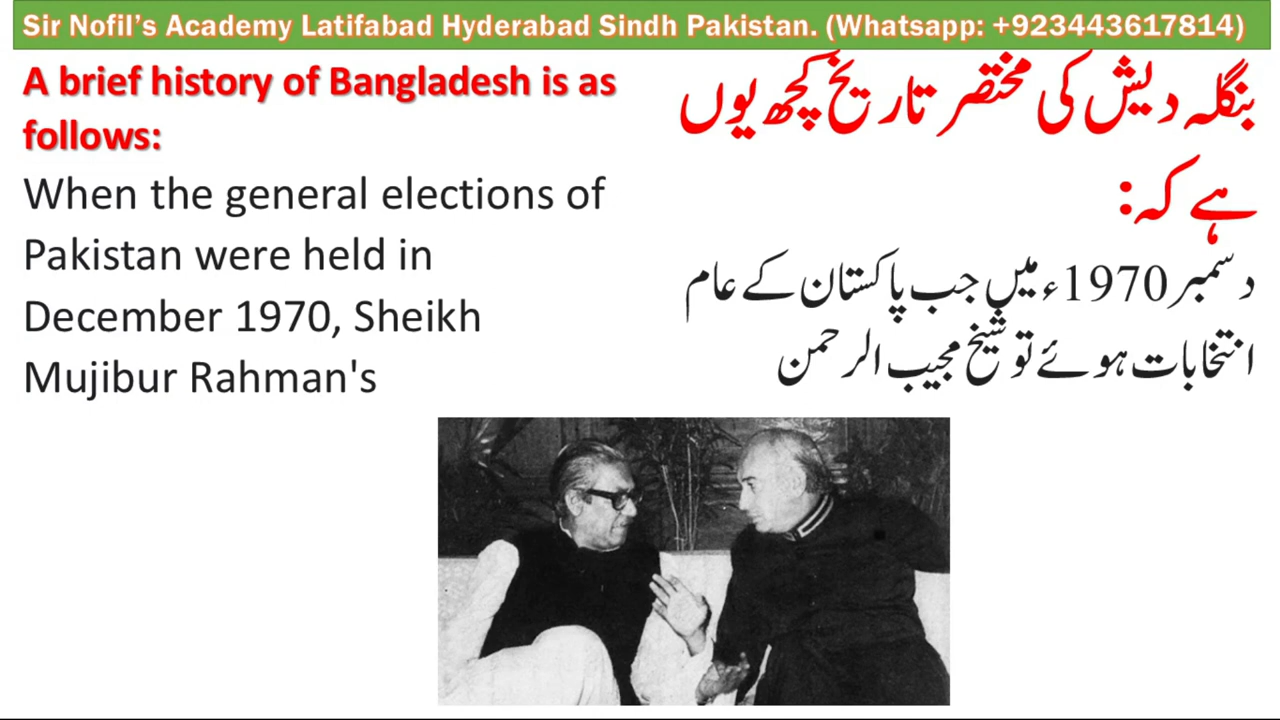 Sir Nofil's Academy Latifabad Hyderabad Sindh Pakistan. (Whatsapp: +923443617814)
A brief history of Bangladesh is as
follows:
When the general elections of
Pakistan were held in
December 1970, Sheikh
Mujibur Rahman's
بنگلہ دیش کی مختصر تاریخ کچھ یوں
ہے کہ:
دسمبر 1970ء میں جب پاکستان کے عام
انتخابات ہوئے تو شیخ مجیب الرحمن